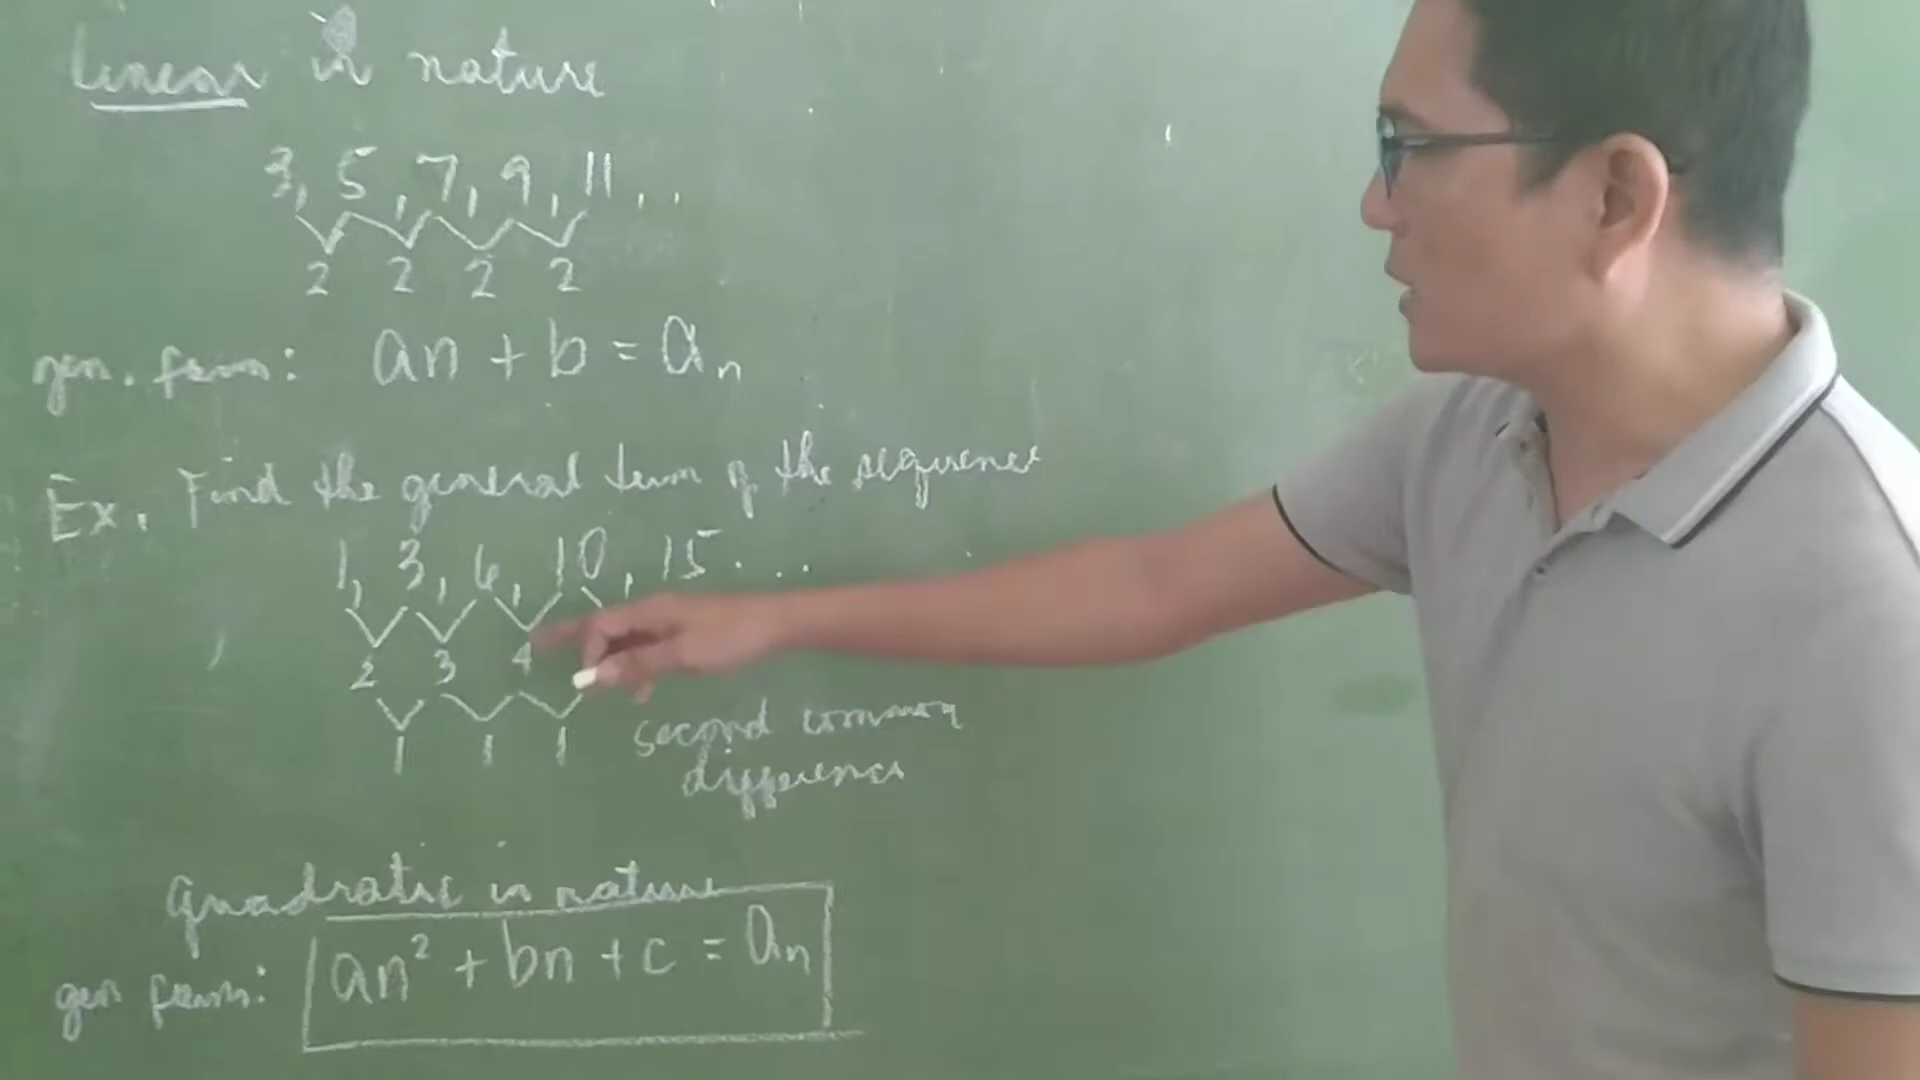 linear in nature
3, 5, 7, 9, 11...
2 2 2 2
gen. form: an + b = aₙ
Ex. Find the general term of the sequence
1, 3, 6, 10, 15...
2 3 4
1 1 1
second common
difference
Quadratic in nature
gen form: an² + bn + c = aₙ